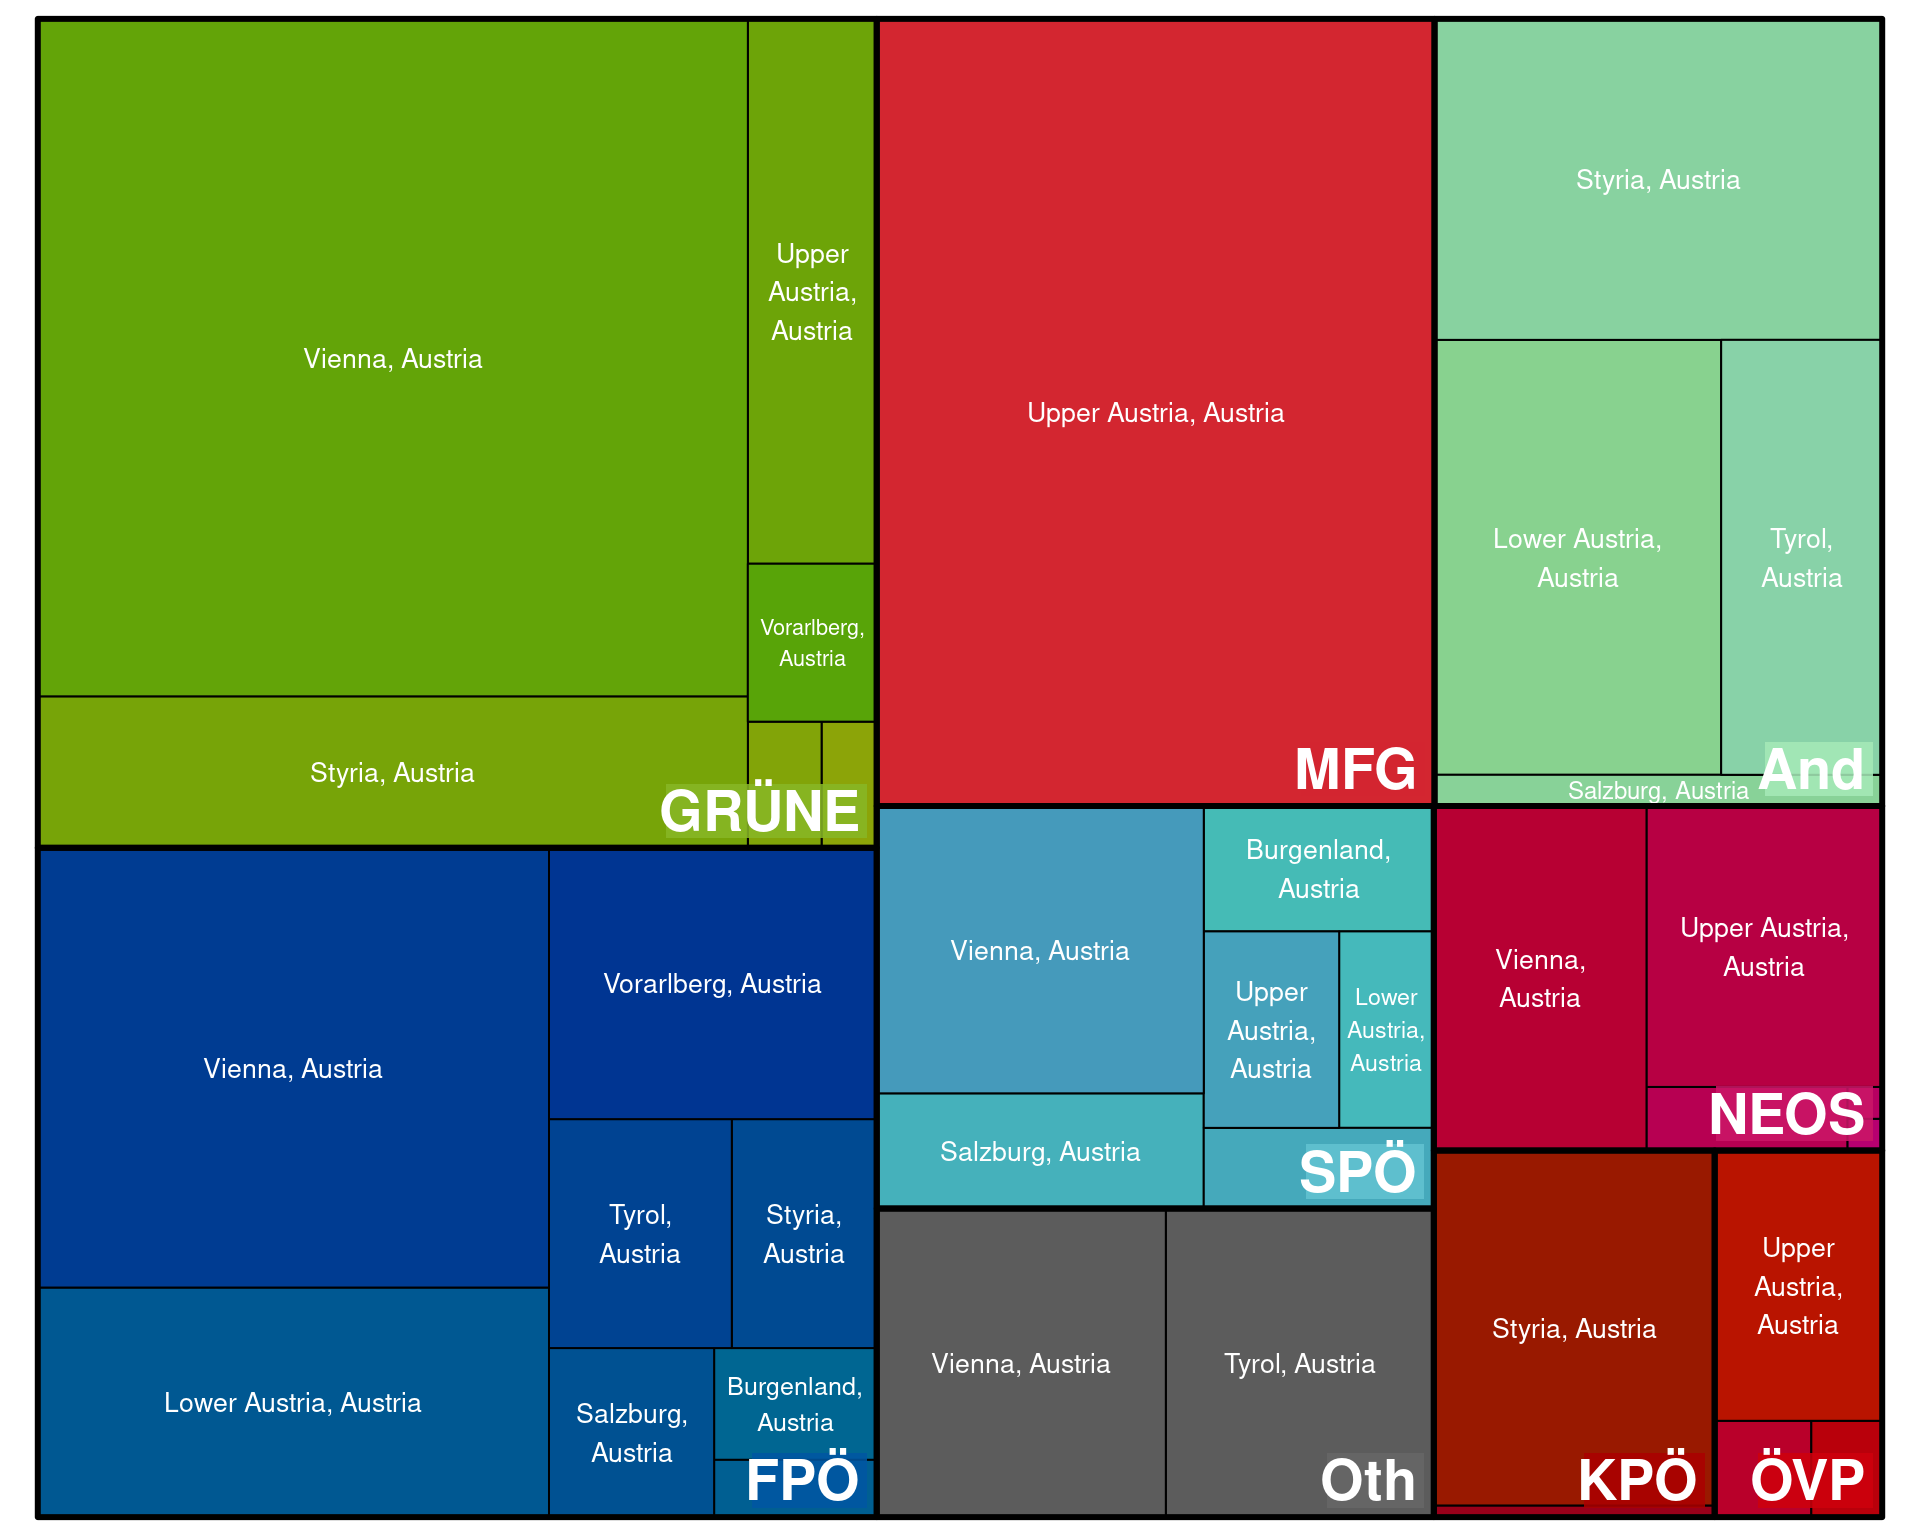 Vienna, Austria
Upper
Austria,
Austria
Vorarlberg,
Austria
Styria, Austria
GRÜNE
Upper Austria, Austria
MFG
Styria, Austria
Lower Austria,
Austria
Tyrol,
Austria
Salzburg, Austria
And
Vienna, Austria
Vorarlberg, Austria
Tyrol,
Austria
Styria,
Austria
Lower Austria, Austria
Salzburg,
Austria
Burgenland,
Austria
FPÖ
Vienna, Austria
Burgenland,
Austria
Upper
Austria,
Austria
Lower
Austria,
Austria
Salzburg, Austria
SPÖ
Vienna, Austria
Tyrol, Austria
Oth
Vienna,
Austria
Upper Austria,
Austria
NEOS
Styria, Austria
KPÖ
Upper
Austria,
Austria
ÖVP